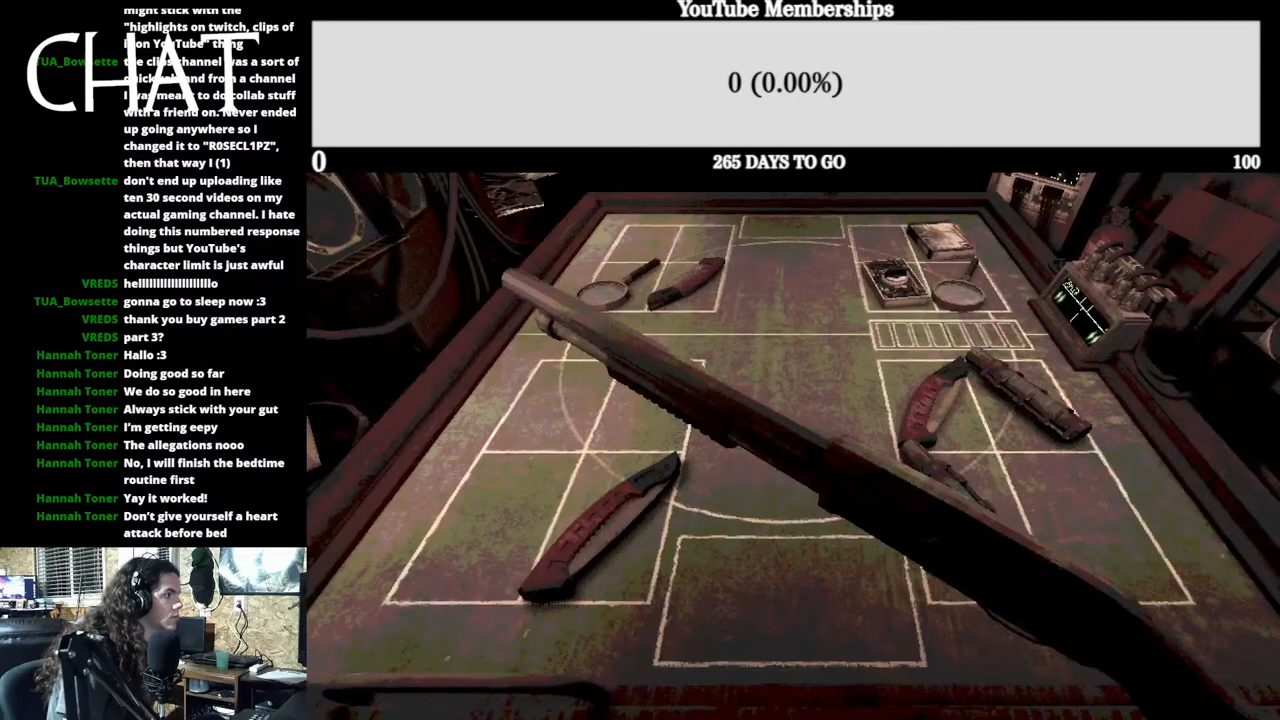 YouTube Memberships
0 (0.00%)
0
265 DAYS TO GO
100
CHAT
might stick with the
"highlights on twitch, clips of
on YouTube" thing
TUA_Bowsette the clips channel was a sort of
and from a channel
I was meant to do collab stuff
with a friend on. Never ended
up going anywhere so I
changed it to "R0SECL1PZ",
then that way I (1)
TUA_Bowsette don't end up uploading like
ten 30 second videos on my
actual gaming channel. I hate
doing this numbered response
things but YouTube's
character limit is just awful
VREDS helllllllllllllllllllo
TUA_Bowsette gonna go to sleep now :3
VREDS thank you buy games part 2
VREDS part 3?
Hannah Toner Hallo :3
Hannah Toner Doing good so far
Hannah Toner We do so good in here
Hannah Toner Always stick with your gut
Hannah Toner I'm getting eepy
Hannah Toner The allegations nooo
Hannah Toner No, I will finish the bedtime
routine first
Hannah Toner Yay it worked!
Hannah Toner Don't give yourself a heart
attack before bed